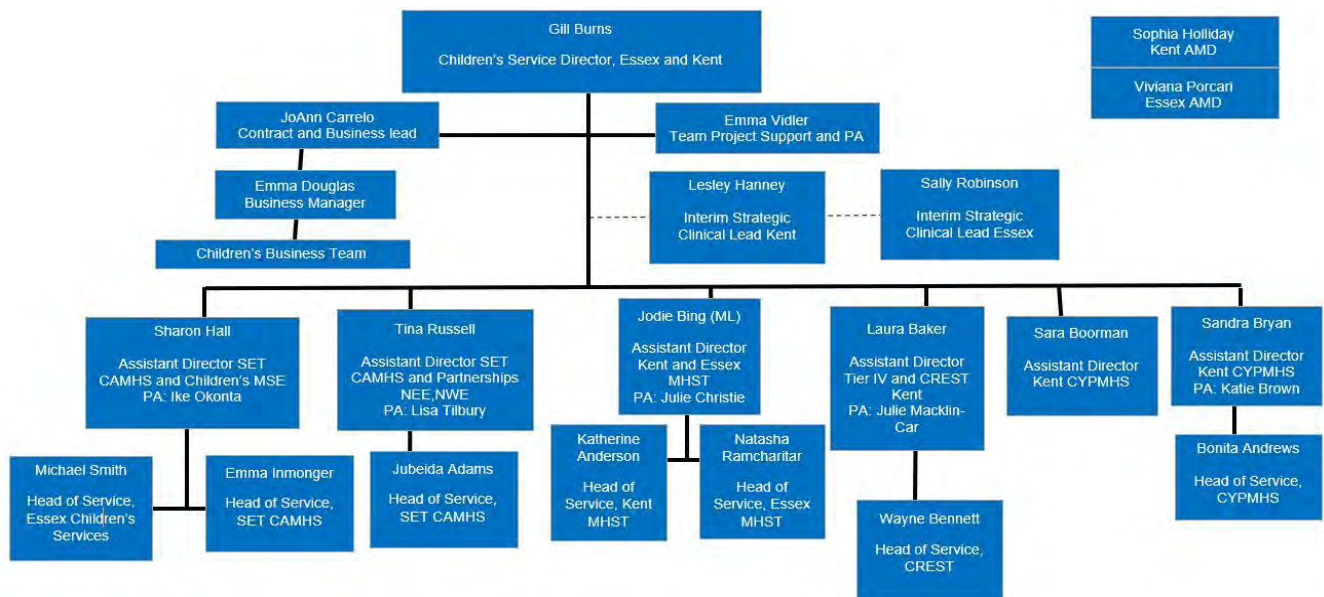 Gill Burns
Children's Service Director, Essex and Kent
Sophia Holliday
Kent AMD
Viviana Porcari
Essex AMD
JoAnn Carrelo
Contract and Business lead
Emma Vidler
Team Project Support and PA
Emma Douglas
Business Manager
Children's Business Team
Lesley Hanney
Interim Strategic
Clinical Lead Kent
Sally Robinson
Interim Strategic
Clinical Lead Essex
Sharon Hall
Assistant Director SET
CAMHS and Children's MSE
PA: Ike Okonta
Tina Russell
Assistant Director SET
CAMHS and Partnerships
NEE,NWE
PA: Lisa Tilbury
Jodie Bing (ML)
Assistant Director
Kent and Essex
MHST
PA: Julie Christie
Laura Baker
Assistant Director
Tier IV and CREST
Kent
PA: Julie Macklin-
Car
Sara Boorman
Assistant Director
Kent CYPMHS
Sandra Bryan
Assistant Director
Kent CYPMHS
PA: Katie Brown
Michael Smith
Head of Service,
Essex Children's
Services
Emma Inmonger
Head of Service,
SET CAMHS
Jubeida Adams
Head of Service,
SET CAMHS
Katherine
Anderson
Head of
Service, Kent
MHST
Natasha
Ramcharitar
Head of
Service, Essex
MHST
Wayne Bennett
Head of Service,
CREST
Bonita Andrews
Head of Service,
CYPMHS